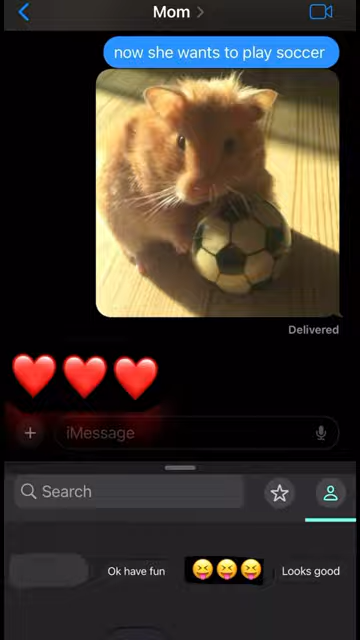 Mom
now she wants to play soccer
Delivered
❤️❤️❤️
iMessage
Search
Ok have fun
😝😝😝
Looks good